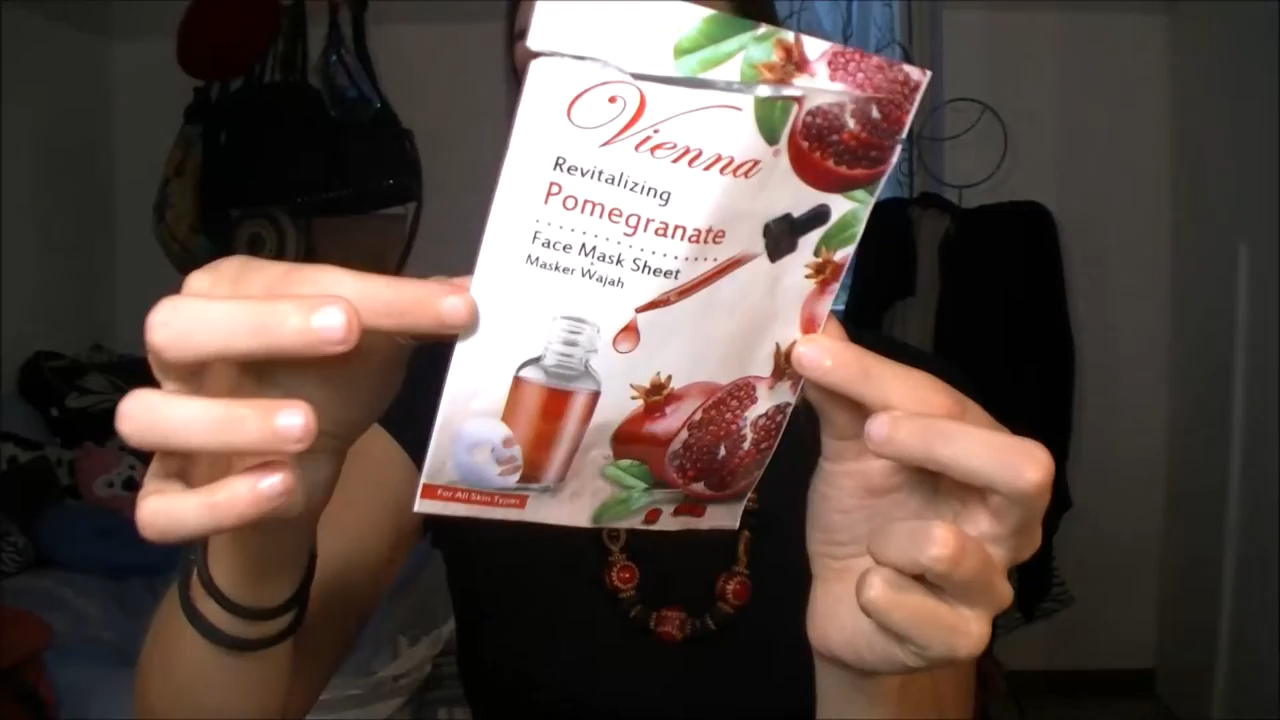 Vienna
Revitalizing
Pomegranate
Face Mask Sheet
Masker Wajah
For All Skin Types